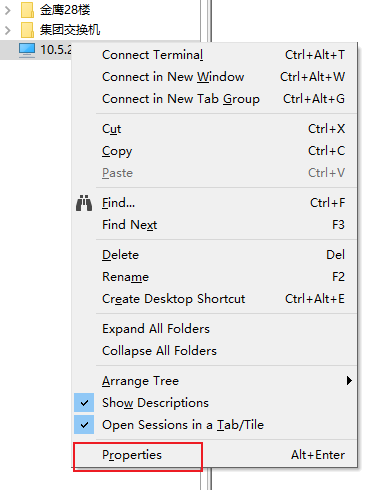 金鹰28楼
集团交换机
10.5.2
Connect Terminal Ctrl+Alt+T
Connect in New Window Ctrl+Alt+W
Connect in New Tab Group Ctrl+Alt+G
Cut Ctrl+X
Copy Ctrl+C
Paste Ctrl+V
Find... Ctrl+F
Find Next F3
Delete Del
Rename F2
Create Desktop Shortcut Ctrl+Alt+E
Expand All Folders
Collapse All Folders
Arrange Tree
Show Descriptions
Open Sessions in a Tab/Tile
Properties Alt+Enter